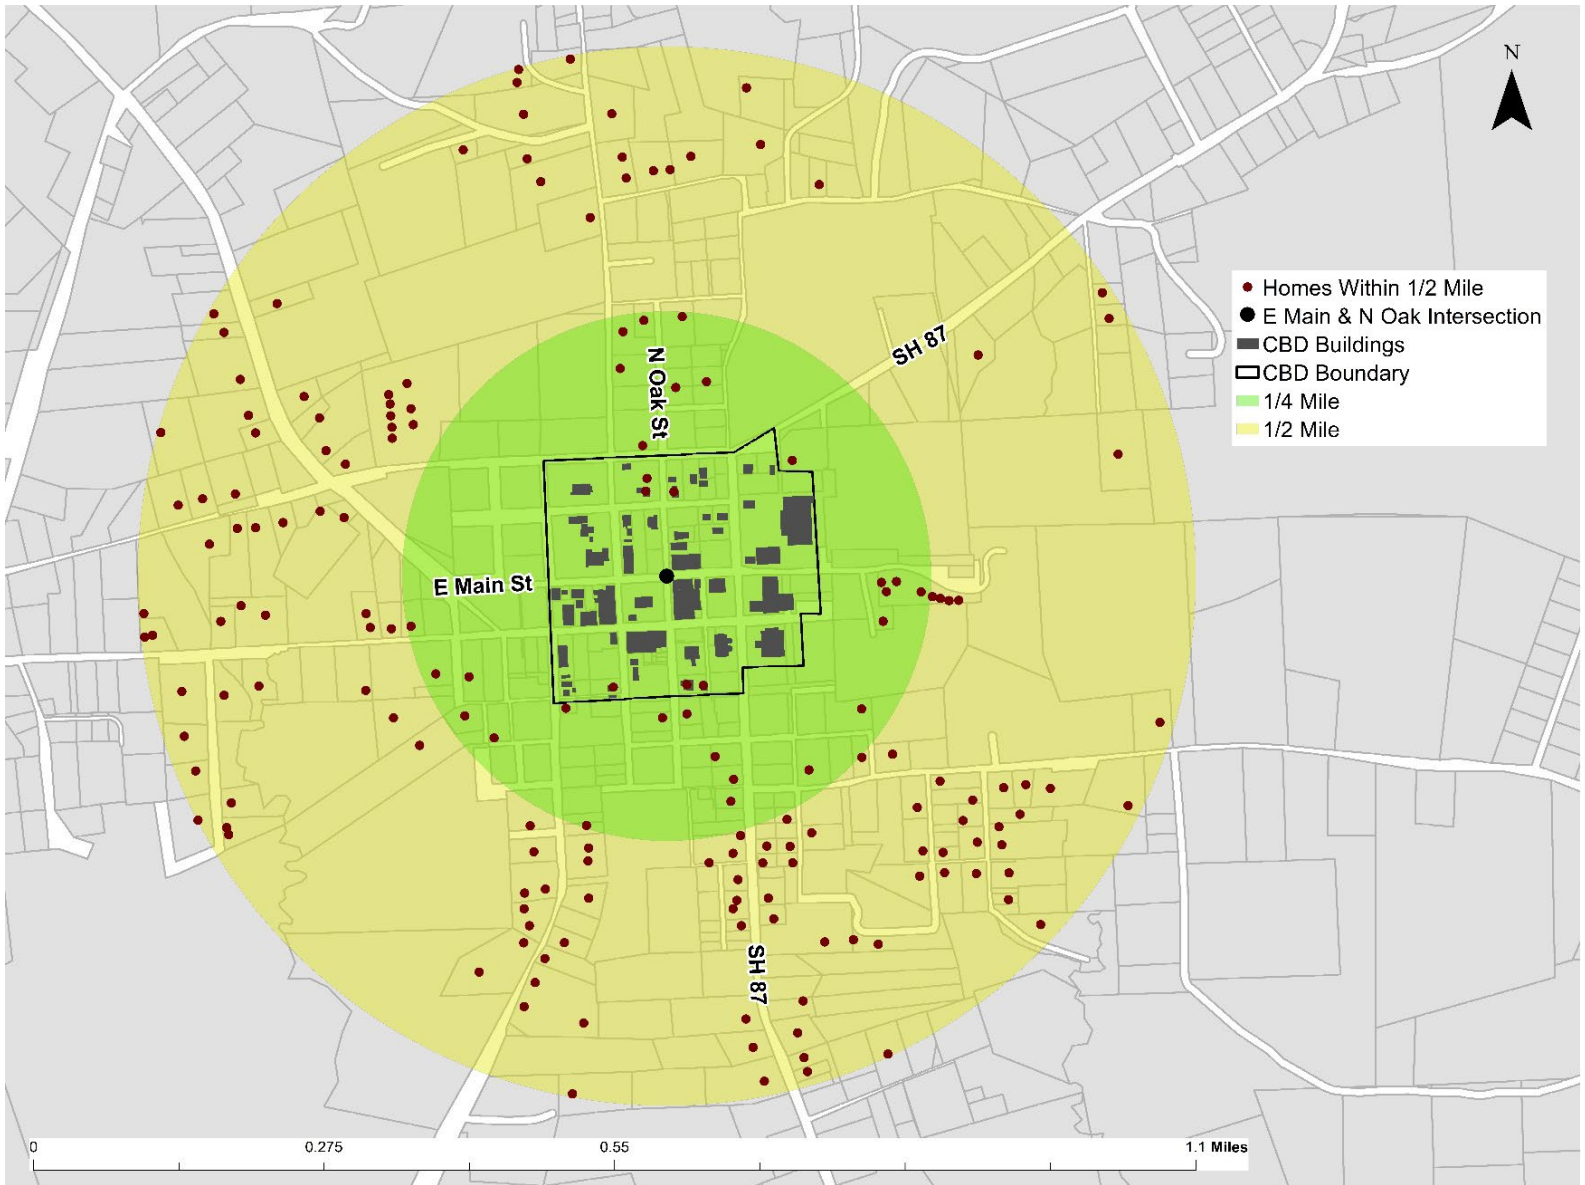 N
Homes Within 1/2 Mile
E Main & N Oak Intersection
CBD Buildings
CBD Boundary
1/4 Mile
1/2 Mile
SH 87
N Oak St
E Main St
SH 87
0 0.275 0.55 1.1 Miles